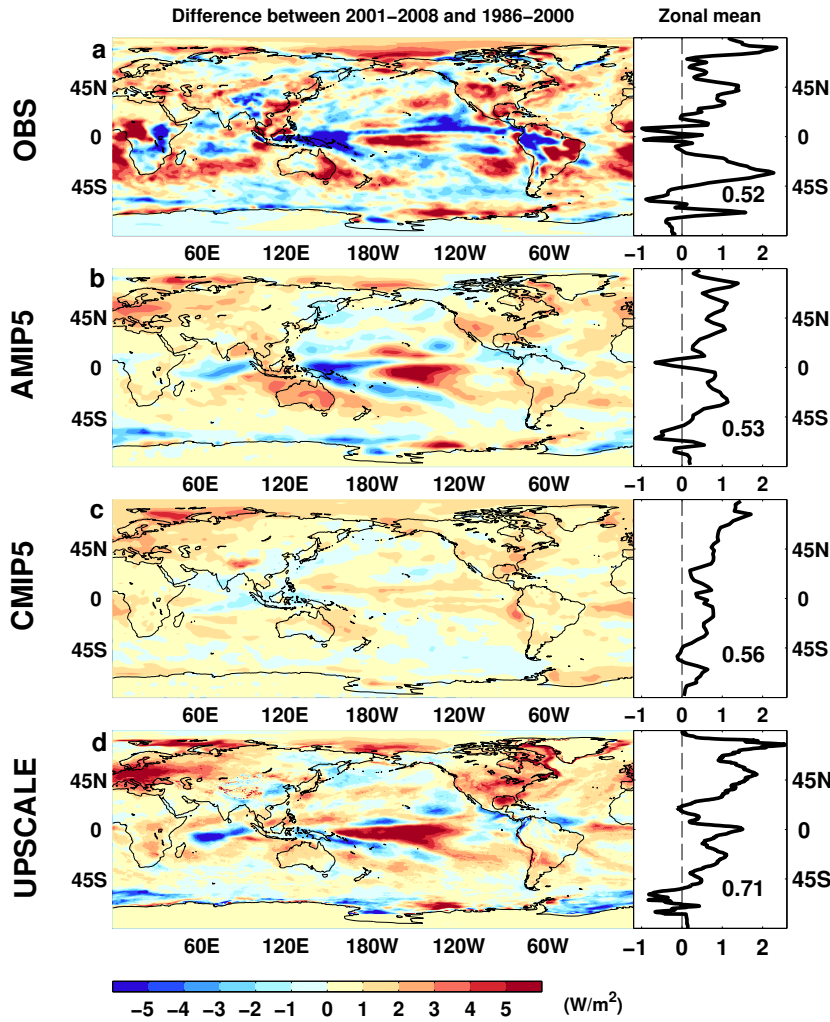 Difference between 2001−2008 and 1986−2000
Zonal mean
OBS
a
45N
0
45S
60E 120E 180W 120W 60W
45N
0
45S
0.52
−1 0 1 2
AMIP5
b
45N
0
45S
60E 120E 180W 120W 60W
45N
0
45S
0.53
−1 0 1 2
CMIP5
c
45N
0
45S
60E 120E 180W 120W 60W
45N
0
45S
0.56
−1 0 1 2
UPSCALE
d
45N
0
45S
60E 120E 180W 120W 60W
45N
0
45S
0.71
−1 0 1 2
−5 −4 −3 −2 −1 0 1 2 3 4 5 (W/m²)